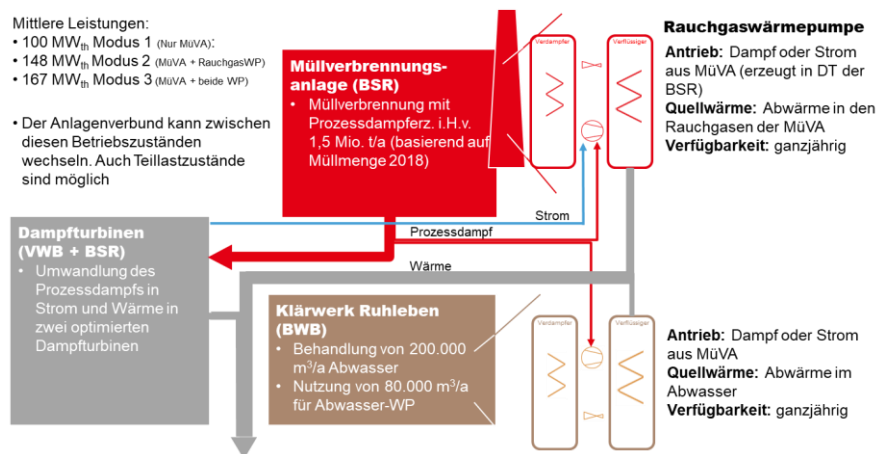 Mittlere Leistungen:
• 100 MWth Modus 1 (Nur MüVA):
• 148 MWth Modus 2 (MüVA + RauchgasWP)
• 167 MWth Modus 3 (MüVA + beide WP)
• Der Anlagenverbund kann zwischen
diesen Betriebszuständen
wechseln. Auch Teillastzustände
sind möglich
Müllverbrennungs-
anlage (BSR)
• Müllverbrennung mit
Prozessdampferz. i.H.v.
1,5 Mio. t/a (basierend auf
Müllmenge 2018)
Verdampfer
Verflüssiger
Rauchgaswärmepumpe
Antrieb: Dampf oder Strom
aus MüVA (erzeugt in DT der
BSR)
Quellwärme: Abwärme in den
Rauchgasen der MüVA
Verfügbarkeit: ganzjährig
Strom
Prozessdampf
Wärme
Dampfturbinen
(VWB + BSR)
• Umwandlung des
Prozessdampfs in
Strom und Wärme in
zwei optimierten
Dampfturbinen
Klärwerk Ruhleben
(BWB)
• Behandlung von 200.000
m³/a Abwasser
• Nutzung von 80.000 m³/a
für Abwasser-WP
Verdampfer
Verflüssiger
Antrieb: Dampf oder Strom
aus MüVA
Quellwärme: Abwärme im
Abwasser
Verfügbarkeit: ganzjährig